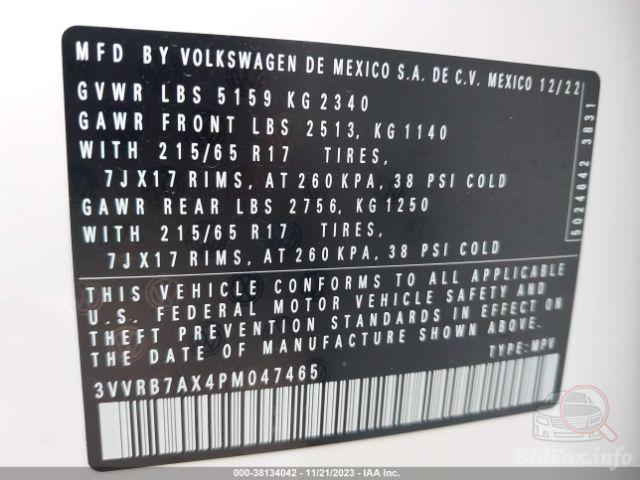 MFD BY VOLKSWAGEN DE MEXICO S.A. DE C.V. MEXICO 12/22
GVWR LBS 5159 KG 2340
GAWR FRONT LBS 2513, KG 1140
WITH 215/65 R17 TIRES,
7JX17 RIMS, AT 260 KPA, 38 PSI COLD
GAWR REAR LBS 2756, KG 1250
WITH 215/65 R17 TIRES,
7JX17 RIMS, AT 260 KPA, 38 PSI COLD
THIS VEHICLE CONFORMS TO ALL APPLICABLE
U.S. FEDERAL MOTOR VEHICLE SAFETY AND
THEFT PREVENTION STANDARDS IN EFFECT ON
THE DATE OF MANUFACTURE SHOWN ABOVE.
TYPE: MPV
3VVRB7AX4PM047465
5024642 3831
000-38134042 - 11/21/2023 - IAA Inc.
BidFax.info